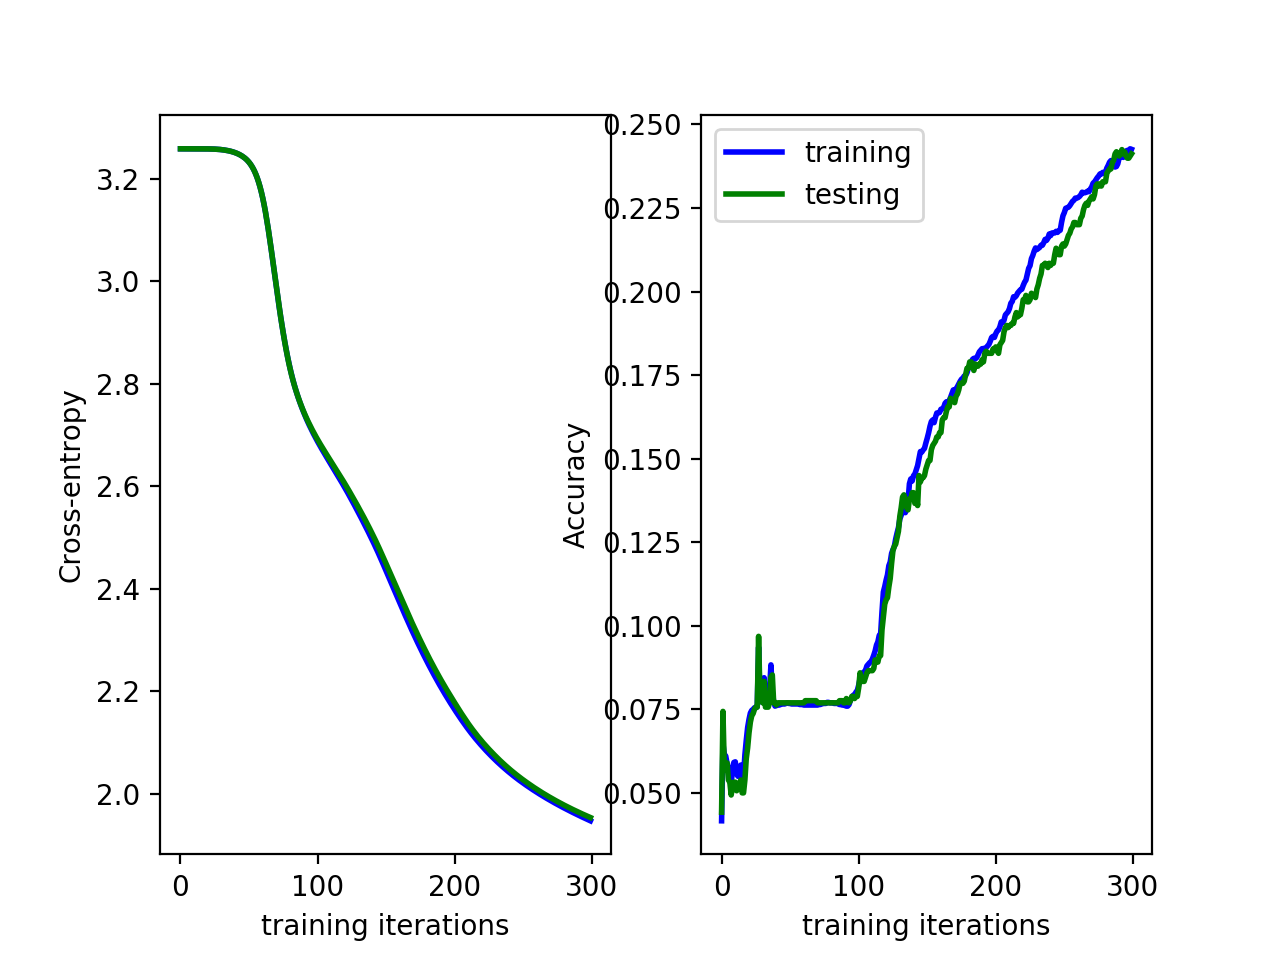 3.2
3.0
2.8
2.6
2.4
2.2
2.0
Cross-entropy
0 100 200 300
training iterations
0.250
0.225
0.200
0.175
0.150
0.125
0.100
0.075
0.050
Accuracy
training
testing
0 100 200 300
training iterations